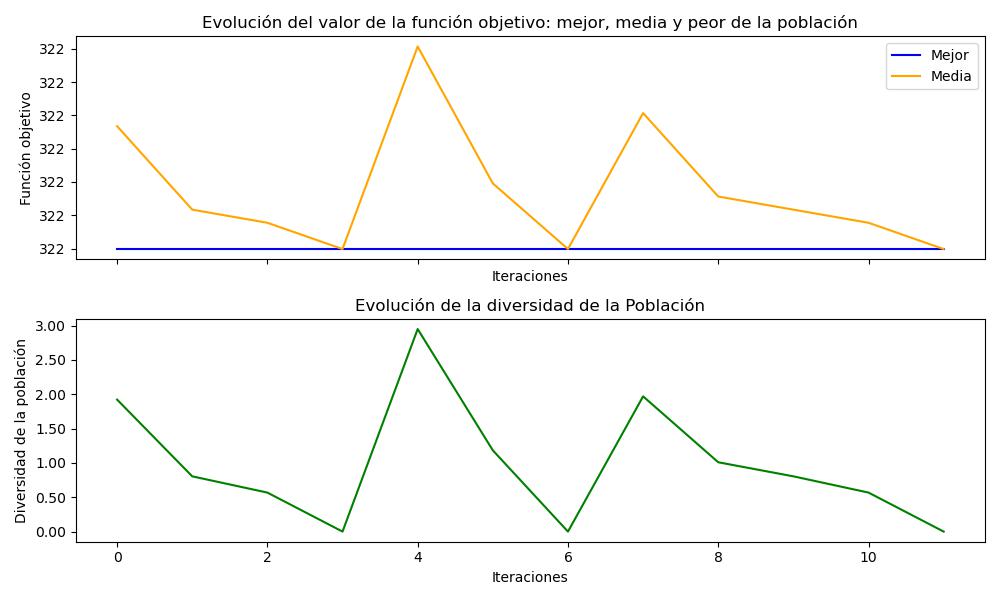 Evolución del valor de la función objetivo: mejor, media y peor de la población
322
322
322
322
322
322
322
Función objetivo
Mejor
Media
Iteraciones
Evolución de la diversidad de la Población
3.00
2.50
2.00
1.50
1.00
0.50
0.00
Diversidad de la población
0 2 4 6 8 10
Iteraciones